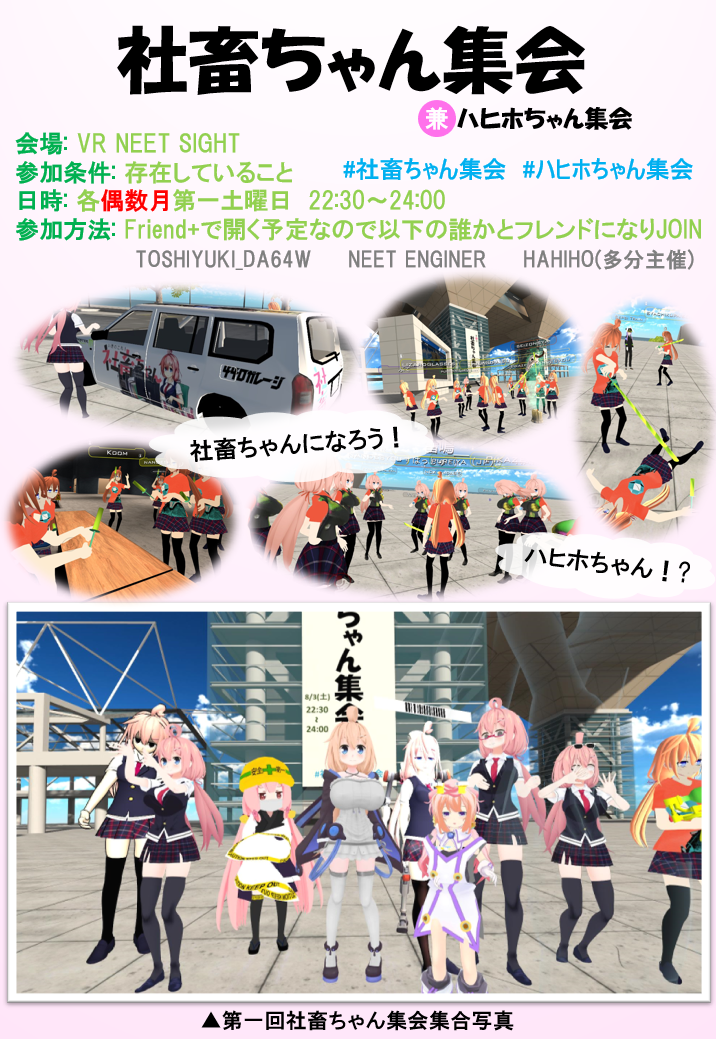 社畜ちゃん集会
兼 ハヒホちゃん集会
会場: VR NEET SIGHT
参加条件: 存在していること #社畜ちゃん集会 #ハヒホちゃん集会
日時: 各偶数月第一土曜日 22:30～24:00
参加方法: Friend+で開く予定なので以下の誰かとフレンドになりJOIN
TOSHIYUKI_DA64W NEET ENGINER HAHIHO(多分主催)
社畜ちゃんになろう！
KOOM
ハヒホちゃん！？
ちゃん集会
8/3(土)
22:30
～
24:00
安全
KEEP OUT
▲第一回社畜ちゃん集会集合写真